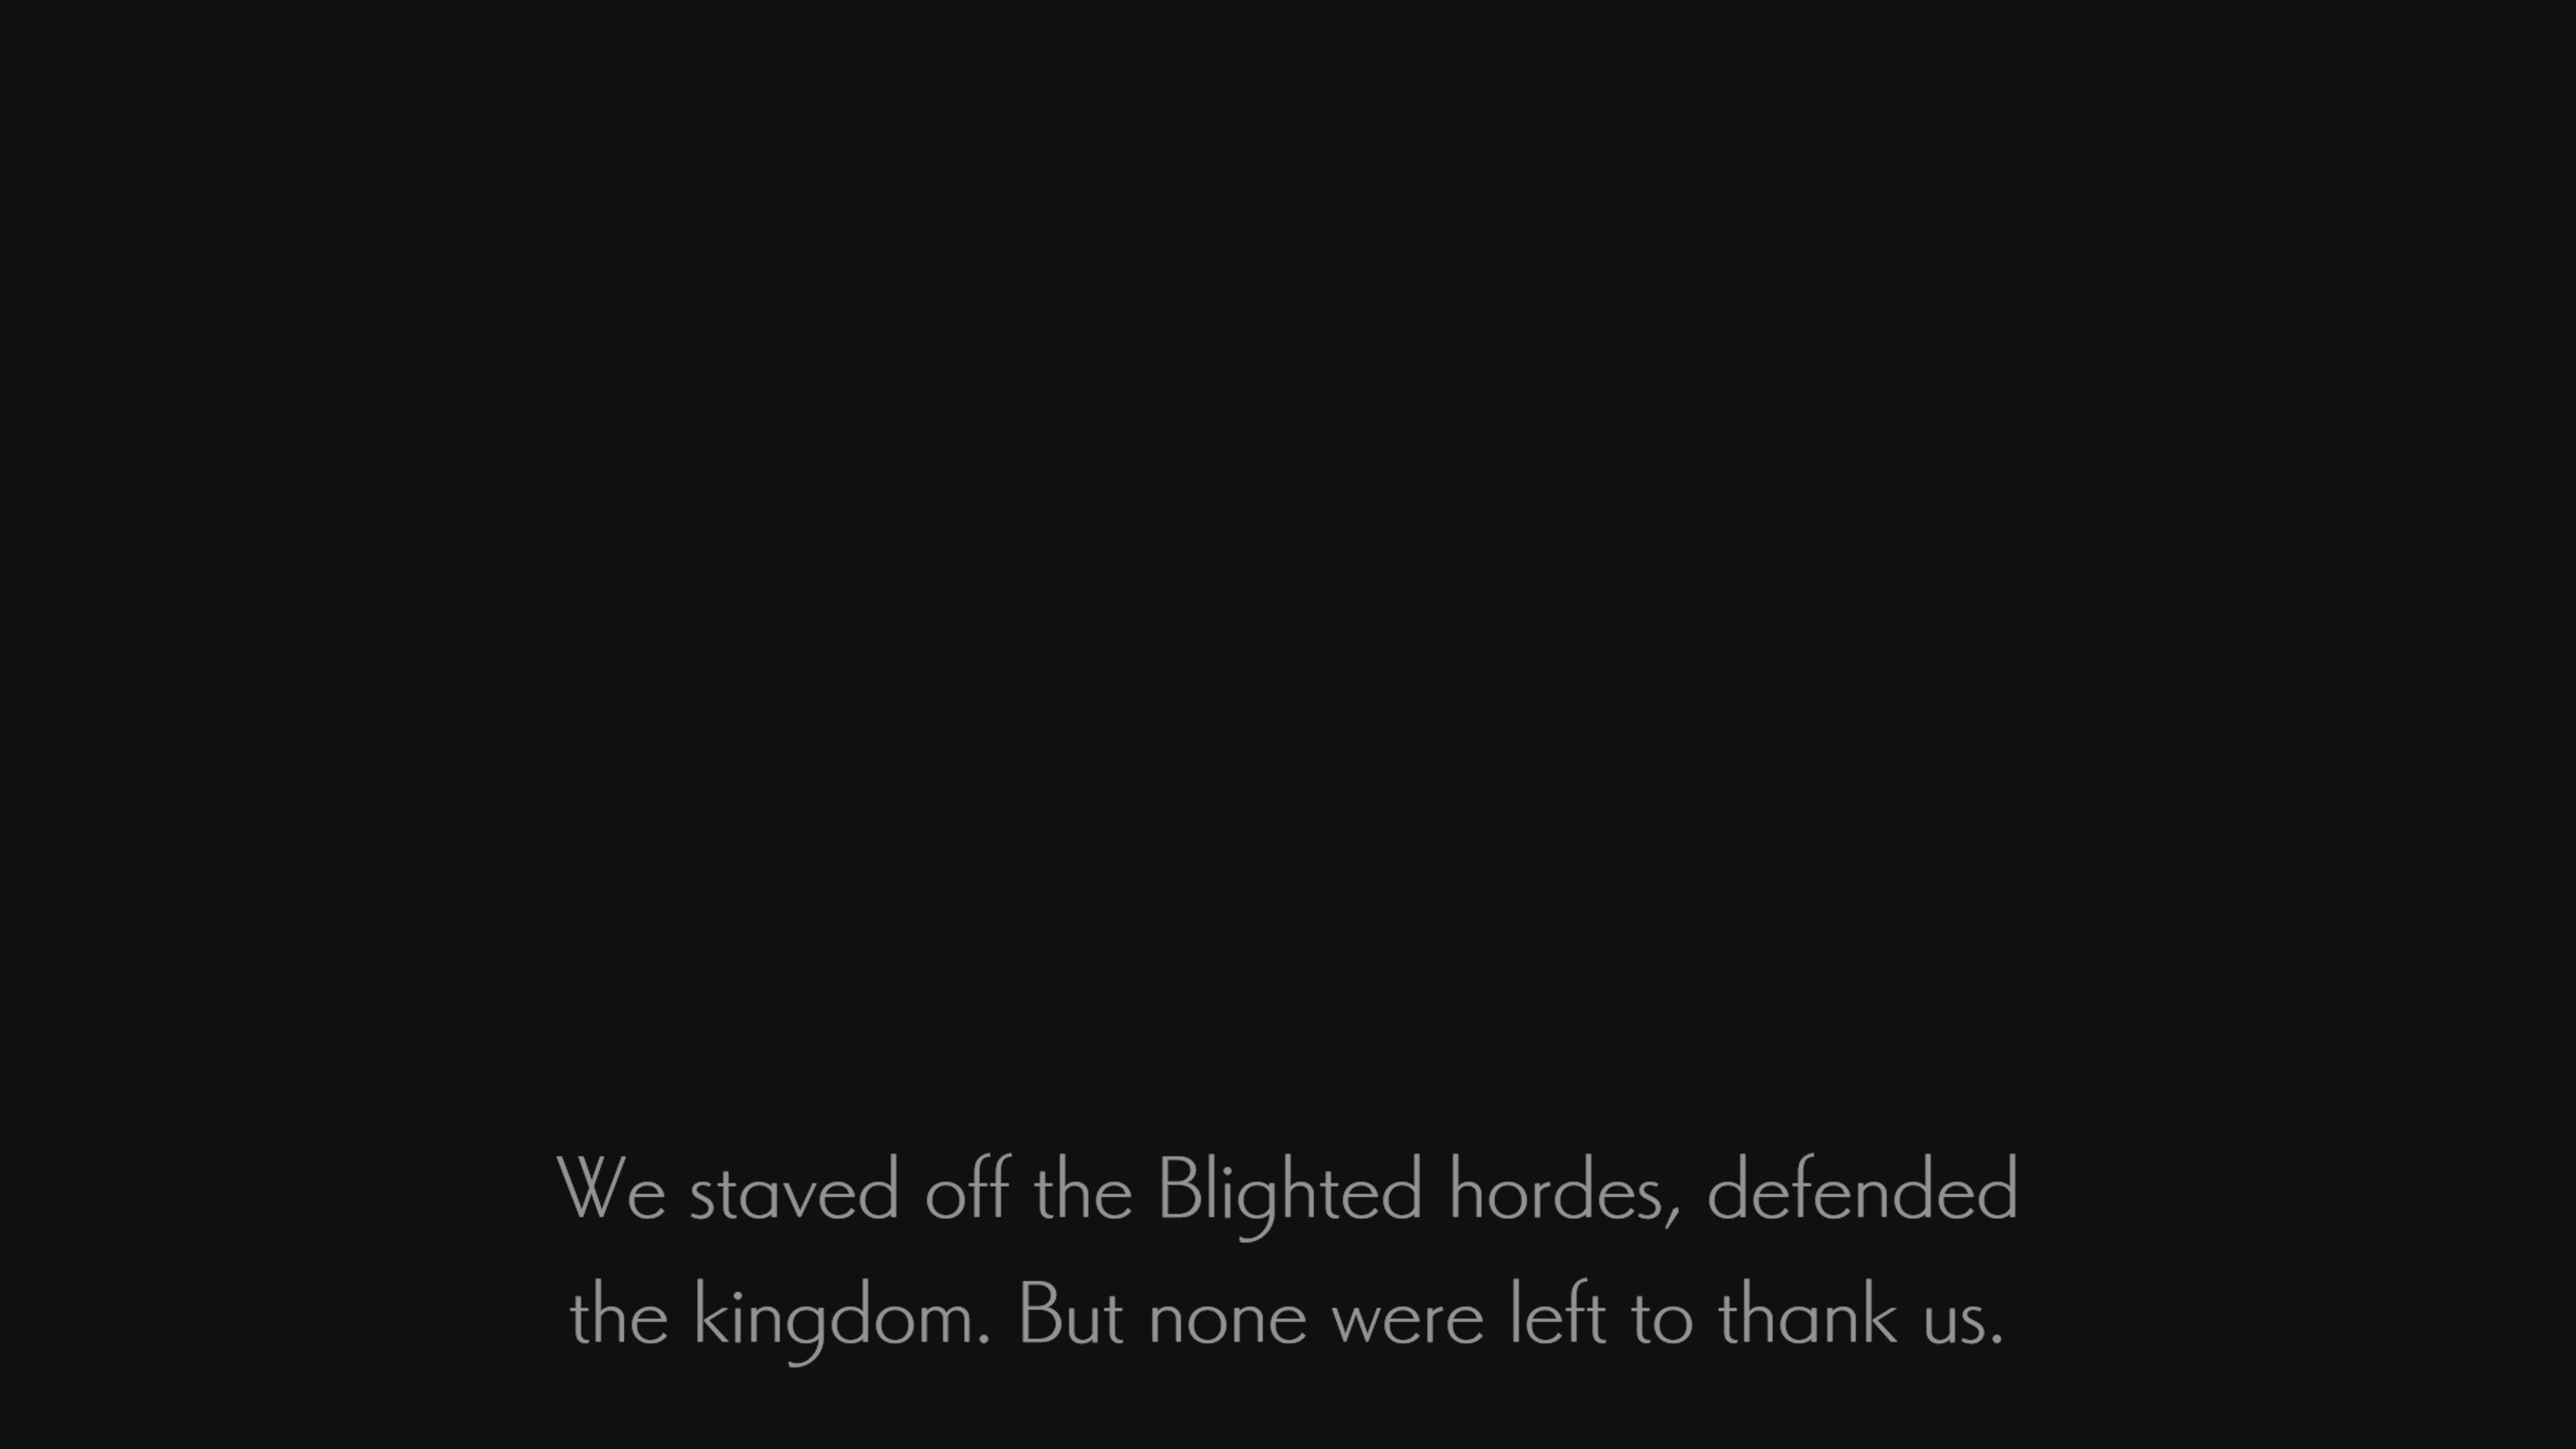 We staved off the Blighted hordes, defended
the kingdom. But none were left to thank us.